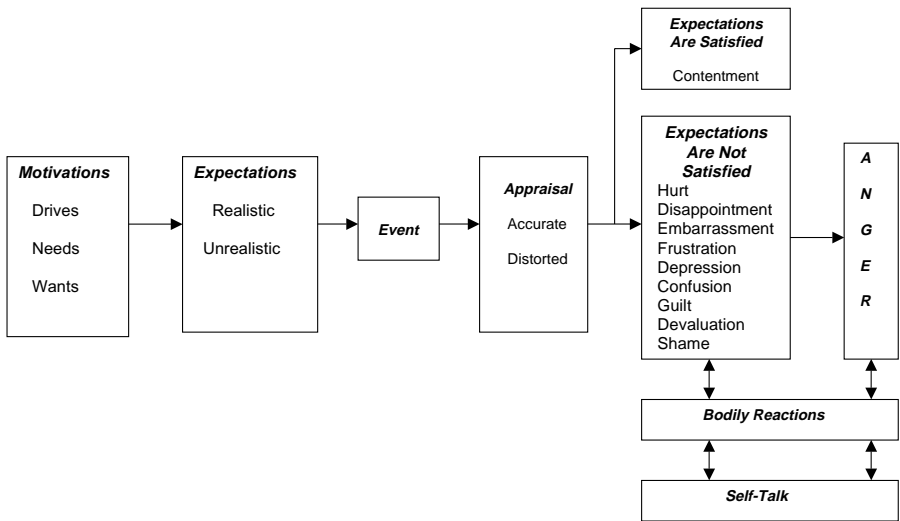 Motivations
Drives
Needs
Wants
Expectations
Realistic
Unrealistic
Event
Appraisal
Accurate
Distorted
Expectations
Are Satisfied
Contentment
Expectations
Are Not
Satisfied
Hurt
Disappointment
Embarrassment
Frustration
Depression
Confusion
Guilt
Devaluation
Shame
A
N
G
E
R
Bodily Reactions
Self-Talk